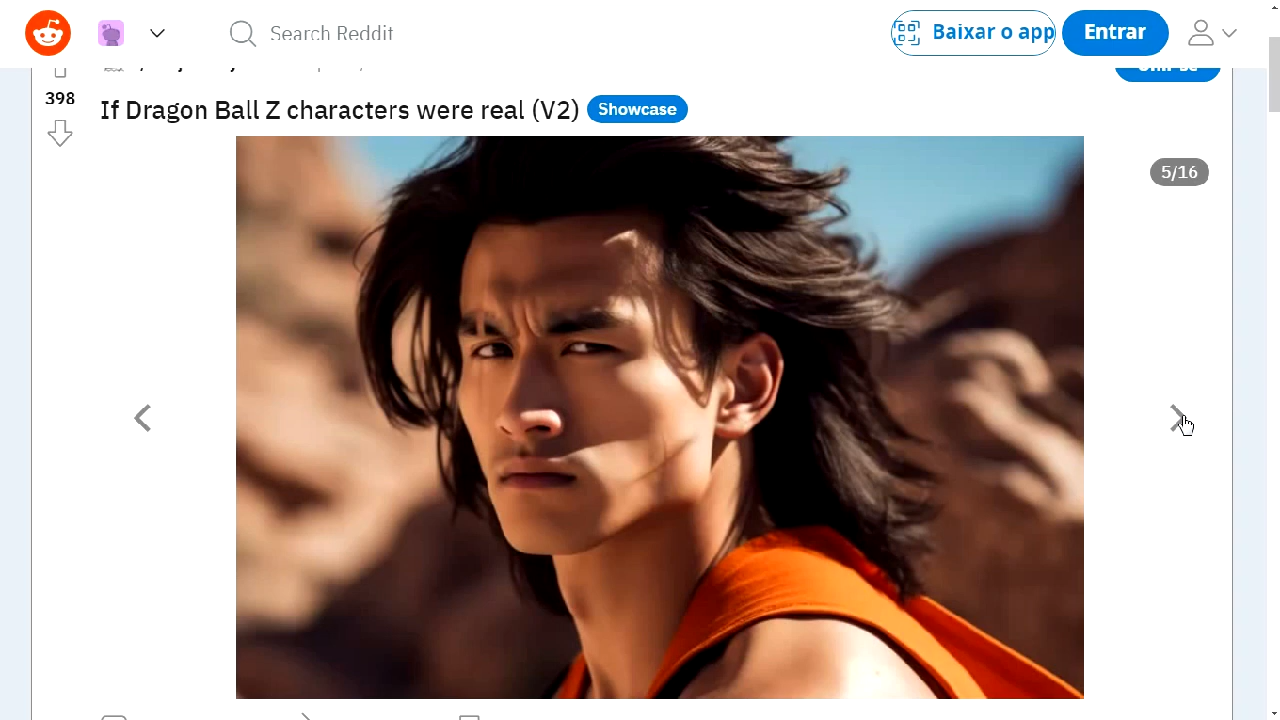 Search Reddit
Baixar o app
Entrar
398
If Dragon Ball Z characters were real (V2)
Showcase
5/16